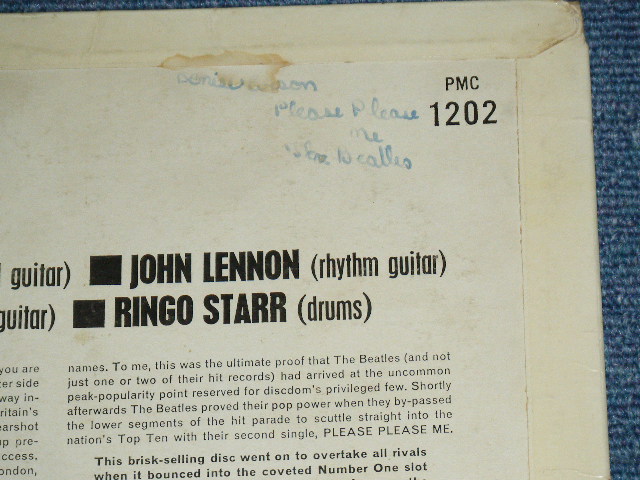 PMC
1202
Please Please
me
The Beatles
guitar) ■ JOHN LENNON (rhythm guitar)
guitar) ■ RINGO STARR (drums)
you are
ter side
way in-
ritain's
earshot
up pre-
ccess.
ondon,
names. To me, this was the ultimate proof that The Beatles (and not
just one or two of their hit records) had arrived at the uncommon
peak-popularity point reserved for discdom's privileged few. Shortly
afterwards The Beatles proved their pop power when they by-passed
the lower segments of the hit parade to scuttle straight into the
nation's Top Ten with their second single, PLEASE PLEASE ME.
This brisk-selling disc went on to overtake all rivals
when it bounced into the coveted Number One slot